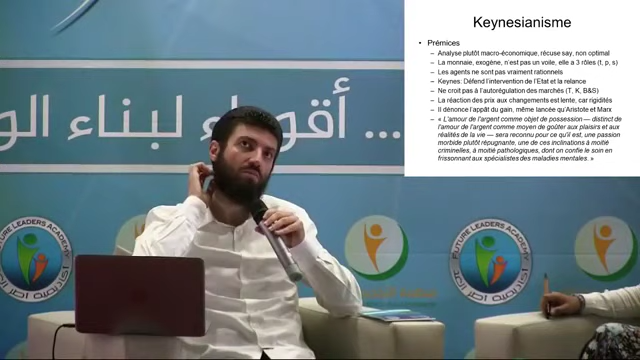 Keynesianisme
• Prémices
– Analyse plutôt macro-économique, récuse say, non optimal
– La monnaie, exogène, n'est pas un voile, elle a 3 rôles (t, p, s)
– Les agents ne sont pas vraiment rationnels
– Keynes: Défend l'intervention de l'Etat et la relance
– Ne croit pas à l'autorégulation des marchés (T, K, B&S)
– La réaction des prix aux changements est lente, car rigidités
– Il dénonce l'appât du gain, même lancée qu'Aristote et Marx
– « L'amour de l'argent comme objet de possession — distinct de
l'amour de l'argent comme moyen de goûter aux plaisirs et aux
réalités de la vie — sera reconnu pour ce qu'il est, une passion
morbide plutôt répugnante, une de ces inclinations à moitié
criminelles, à moitié pathologiques, dont on confie le soin en
frissonnant aux spécialistes des maladies mentales. »
... أقوياء لبناء
FUTURE LEADERS ACADEMY
FUTURE LEADERS ACADEMY